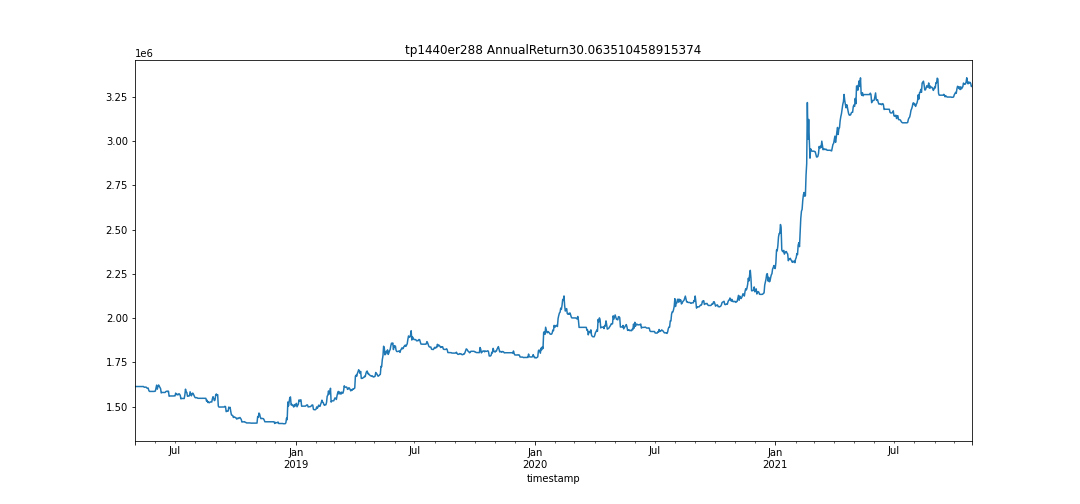 tp1440er288 AnnualReturn30.063510458915374
1e6
3.25
3.00
2.75
2.50
2.25
2.00
1.75
1.50
Jul Jan Jul Jan Jul Jan Jul
2019 2020 2021
timestamp